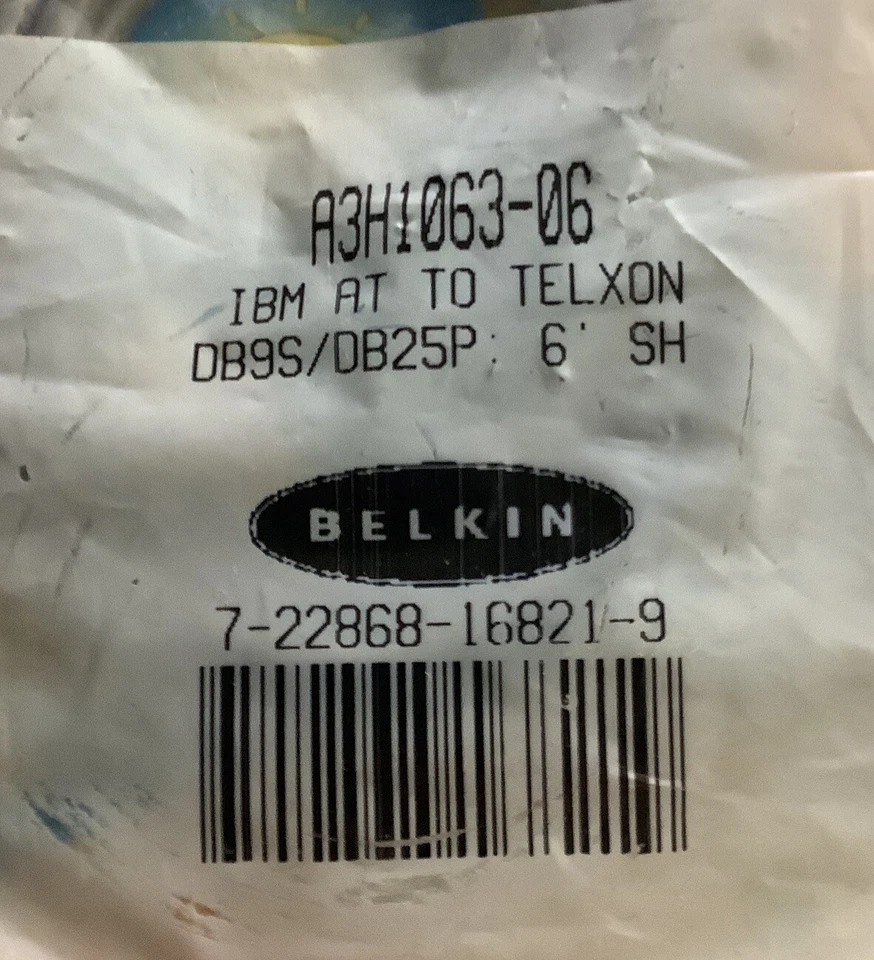 A3H1063-06
IBM AT TO TELXON
DB9S/DB25P: 6' SH
BELKIN
7-22868-16821-9